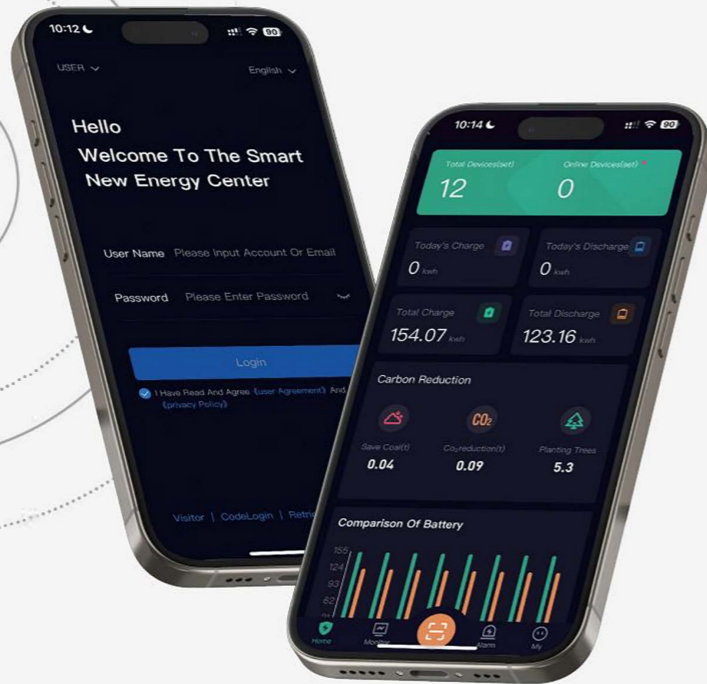 10:12
90
USER
English
Hello
Welcome To The Smart
New Energy Center
User Name Please Input Account Or Email
Password Please Enter Password
Login
I Have Read And Agree《user Agreement》And
《privacy Policy》
Visitor | CodeLogin |
10:14
90
Total Devices(set) Online Devices(set)
12 0
Today's Charge Today's Discharge
0 kwh 0 kwh
Total Charge Total Discharge
154.07 kwh 123.16 kwh
Carbon Reduction
CO₂
Save Coal(t) Co₂reduction(t) Planting Trees
0.04 0.09 5.3
Comparison Of Battery
155
124
93
62
Home Alarm My